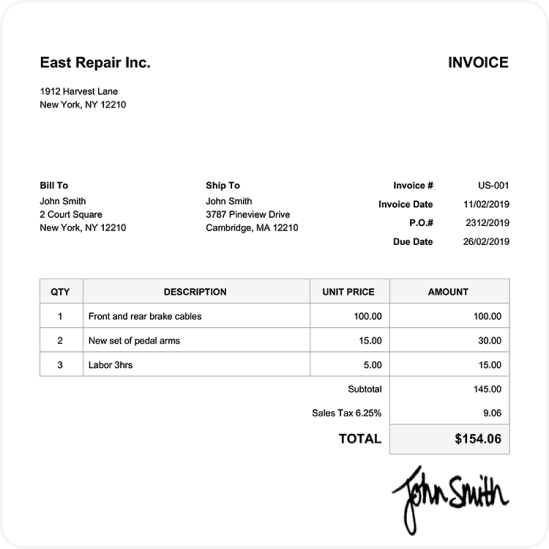 East Repair Inc.
INVOICE
1912 Harvest Lane
New York, NY 12210
Bill To
John Smith
2 Court Square
New York, NY 12210
Ship To
John Smith
3787 Pineview Drive
Cambridge, MA 12210
Invoice # US-001
Invoice Date 11/02/2019
P.O.# 2312/2019
Due Date 26/02/2019
QTY DESCRIPTION UNIT PRICE AMOUNT
1 Front and rear brake cables 100.00 100.00
2 New set of pedal arms 15.00 30.00
3 Labor 3hrs 5.00 15.00
Subtotal 145.00
Sales Tax 6.25% 9.06
TOTAL $154.06
John Smith